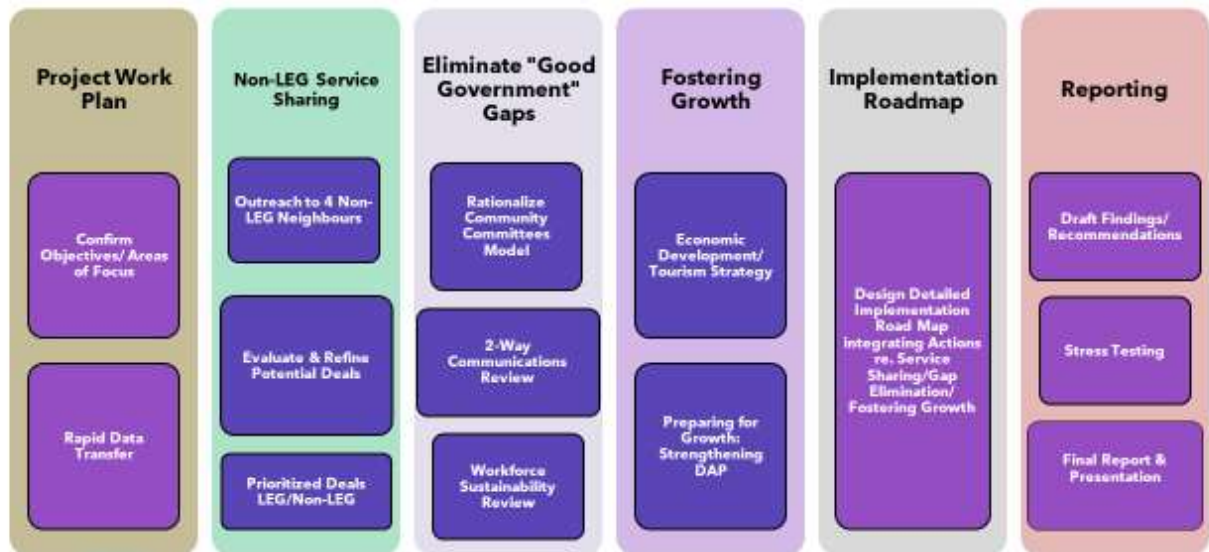 Project Work
Plan
Confirm
Objectives/ Areas
of Focus
Rapid Data
Transfer
Non-LEG Service
Sharing
Outreach to 4 Non-
LEG Neighbours
Evaluate & Refine
Potential Deals
Prioritized Deals
LEG/Non-LEG
Eliminate "Good
Government"
Gaps
Rationalize
Community
Committees
Model
2-Way
Communications
Review
Workforce
Sustainability
Review
Fostering
Growth
Economic
Development/
Tourism Strategy
Preparing for
Growth:
Strengthening
DAP
Implementation
Roadmap
Design Detailed
Implementation
Road Map
integrating Actions
re. Service
Sharing/Gap
Elimination/
Fostering Growth
Reporting
Draft Findings/
Recommendations
Stress Testing
Final Report &
Presentation